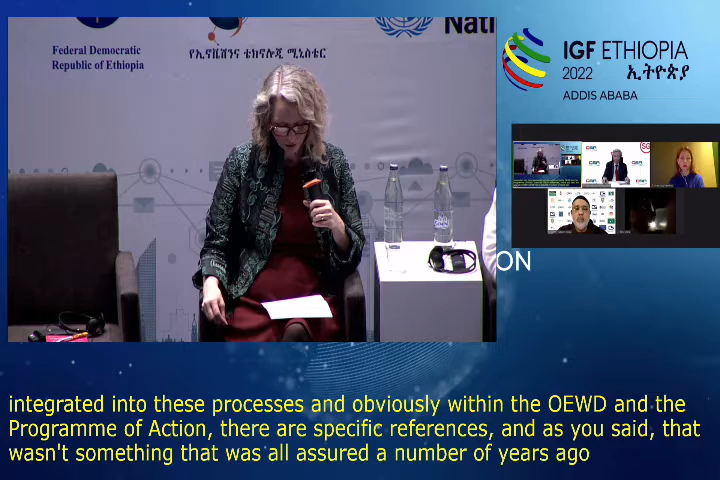 Federal Democratic
Republic of Ethiopia
የኢኖቬሽንና ቴክኖሎጂ ሚኒስቴር
Nati
IGF ETHIOPIA
2022 ኢትዮጵያ
ADDIS ABABA
ON
integrated into these processes and obviously within the OEWD and the
Programme of Action, there are specific references, and as you said, that
wasn't something that was all assured a number of years ago